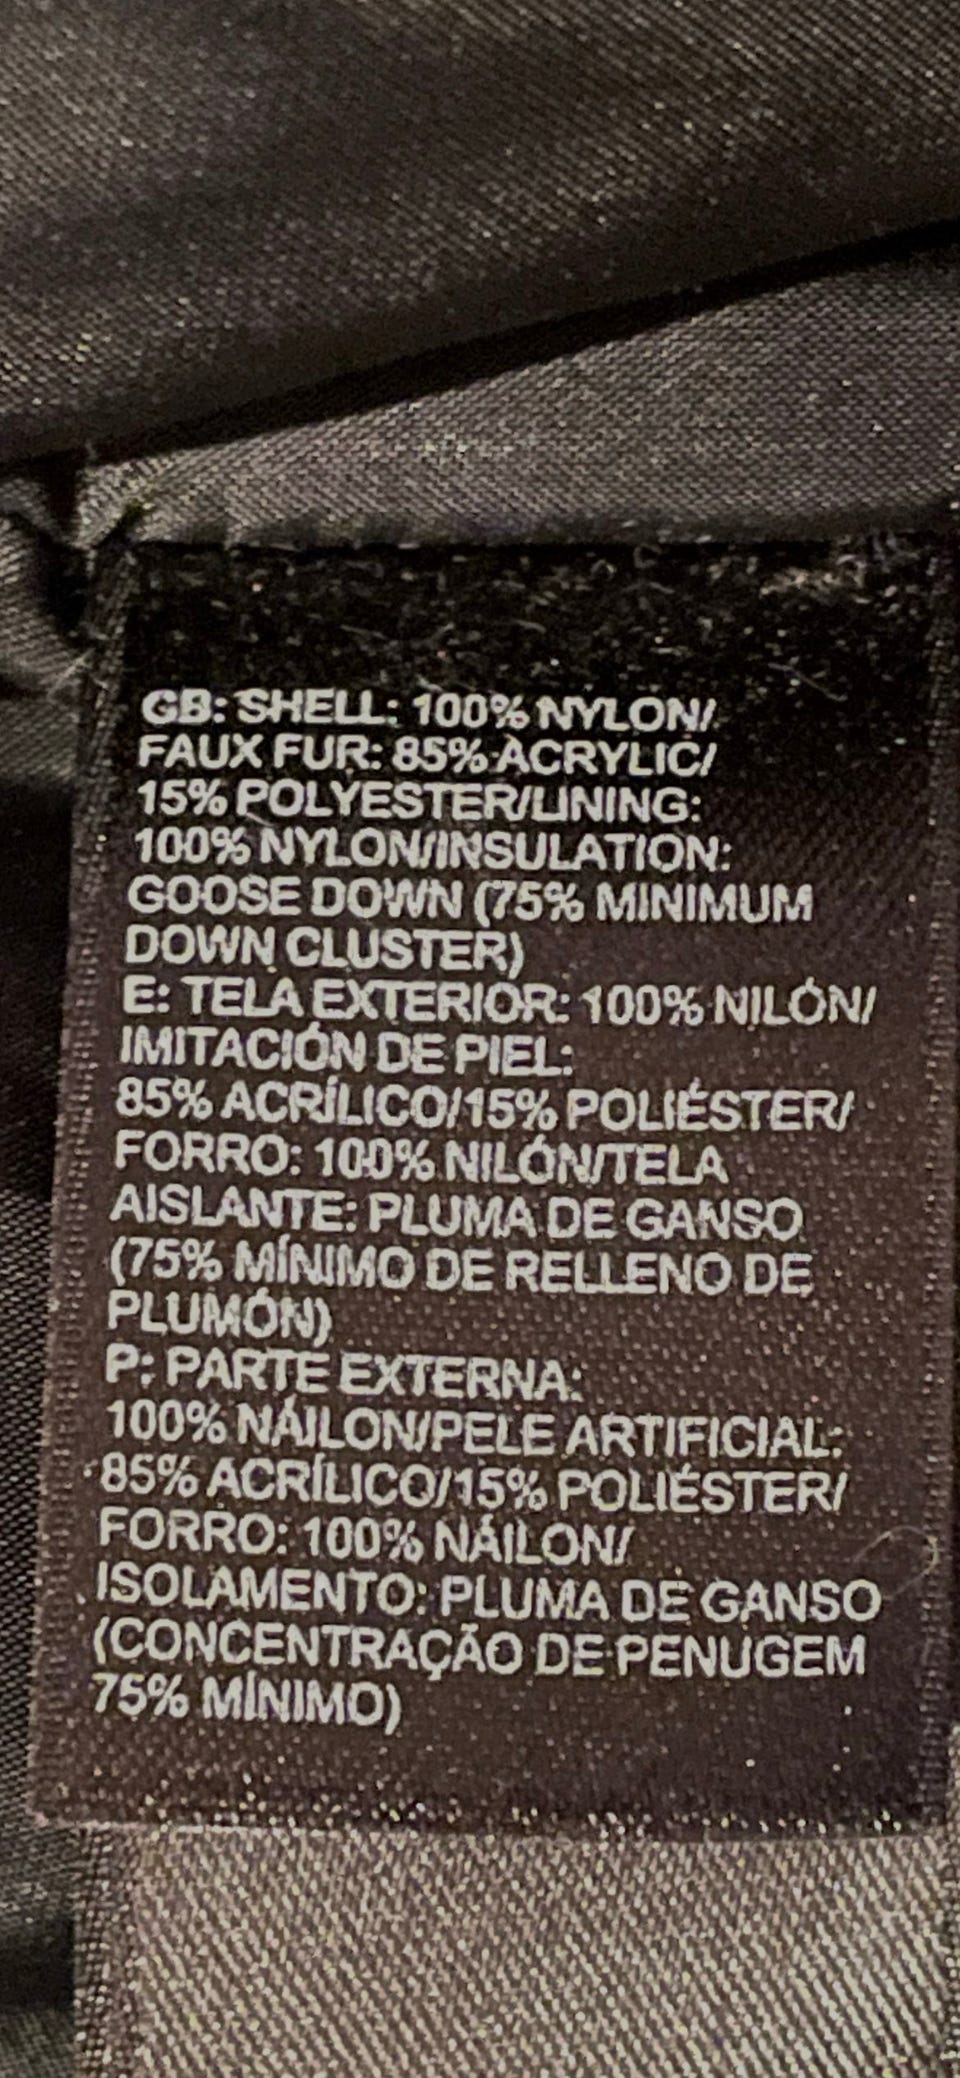 GB: SHELL: 100% NYLON/
FAUX FUR: 85% ACRYLIC/
15% POLYESTER/LINING:
100% NYLON/INSULATION:
GOOSE DOWN (75% MINIMUM
DOWN CLUSTER)
E: TELA EXTERIOR: 100% NILÓN/
IMITACIÓN DE PIEL:
85% ACRÍLICO/15% POLIÉSTER/
FORRO: 100% NILÓN/TELA
AISLANTE: PLUMA DE GANSO
(75% MÍNIMO DE RELLENO DE
PLUMÓN)
P: PARTE EXTERNA:
100% NÁILON/PELE ARTIFICIAL:
85% ACRÍLICO/15% POLIÉSTER/
FORRO: 100% NÁILON/
ISOLAMENTO: PLUMA DE GANSO
(CONCENTRAÇÃO DE PENUGEM
75% MÍNIMO)